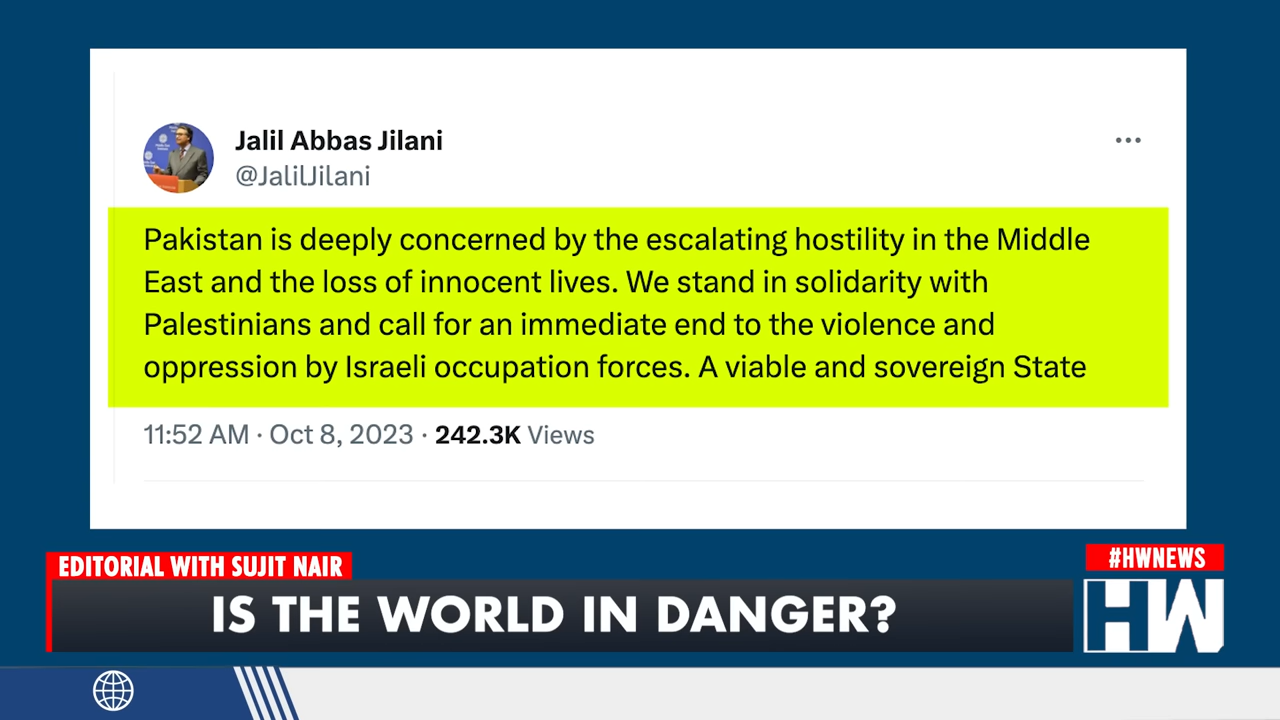 Jalil Abbas Jilani
@JalilJilani
Pakistan is deeply concerned by the escalating hostility in the Middle
East and the loss of innocent lives. We stand in solidarity with
Palestinians and call for an immediate end to the violence and
oppression by Israeli occupation forces. A viable and sovereign State
11:52 AM · Oct 8, 2023 · 242.3K Views
EDITORIAL WITH SUJIT NAIR
IS THE WORLD IN DANGER?
#HWNEWS
HW